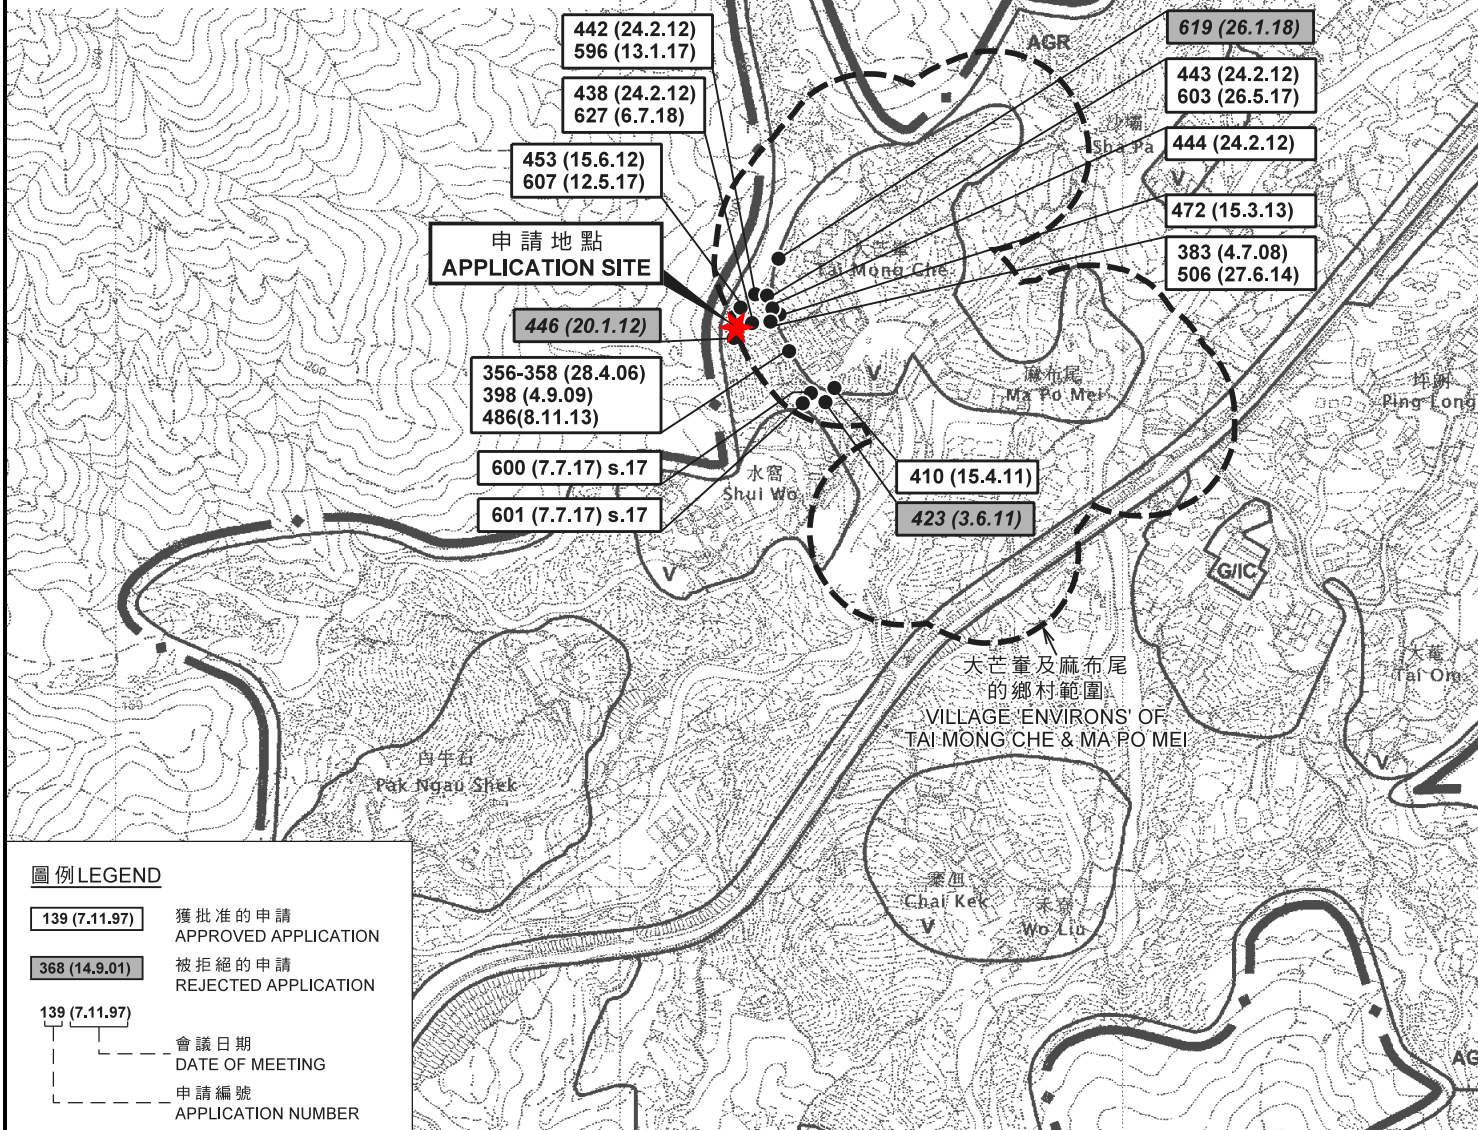 442 (24.2.12)
596 (13.1.17)
438 (24.2.12)
627 (6.7.18)
453 (15.6.12)
607 (12.5.17)
申請地點
APPLICATION SITE
446 (20.1.12)
356-358 (28.4.06)
398 (4.9.09)
486(8.11.13)
600 (7.7.17) s.17
601 (7.7.17) s.17
AGR
619 (26.1.18)
443 (24.2.12)
603 (26.5.17)
444 (24.2.12)
472 (15.3.13)
383 (4.7.08)
506 (27.6.14)
沙壩
Sha Pa
V
Tai Mong Che
V
麻布尾
Ma Po Mei
坪朗
Ping Long
水窩
Shui Wo
V
410 (15.4.11)
423 (3.6.11)
G/IC
大芒輋及麻布尾
的鄉村範圍
VILLAGE 'ENVIRONS' OF
TAI MONG CHE & MA PO MEI
大菴
Tai Om
V
白牛石
Pak Ngau Shek
寨乪
Chai Kek
V
禾寮
Wo Liu
200
100
圖例LEGEND
139 (7.11.97)
獲批准的申請
APPROVED APPLICATION
368 (14.9.01)
被拒絕的申請
REJECTED APPLICATION
139 (7.11.97)
會議日期
DATE OF MEETING
申請編號
APPLICATION NUMBER
AG